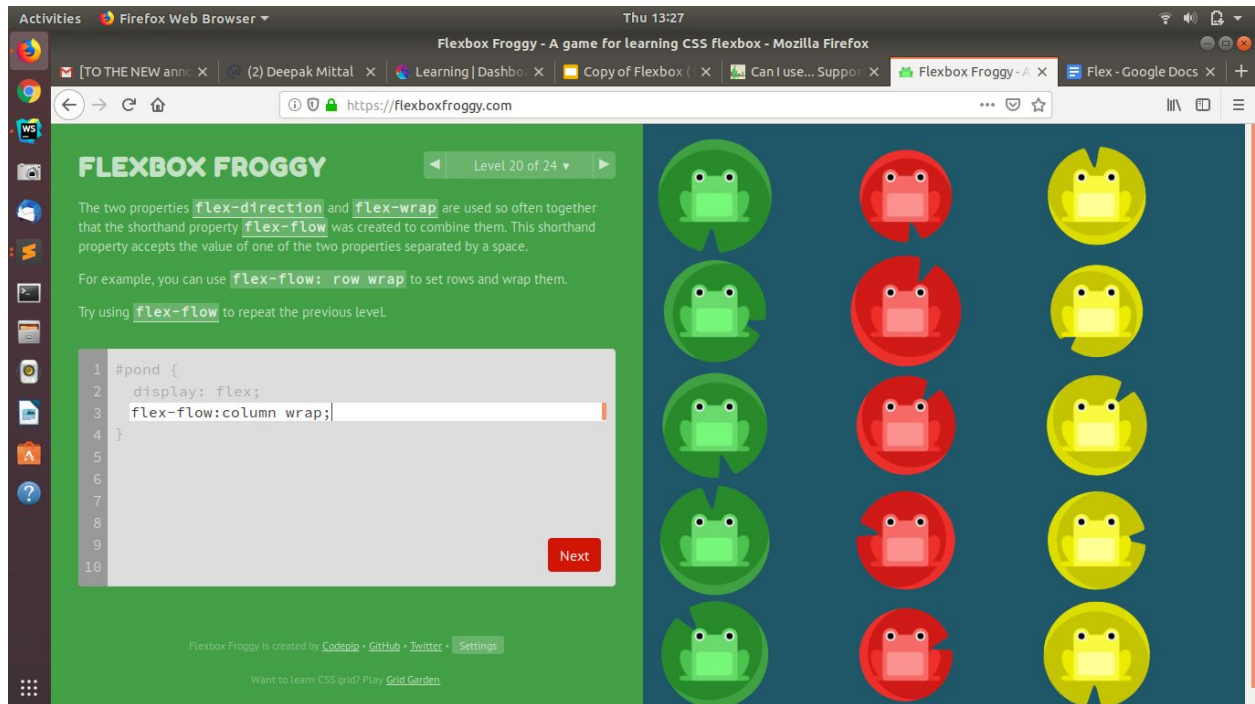 Activities Firefox Web Browser ▾ Thu 13:27
Flexbox Froggy - A game for learning CSS flexbox - Mozilla Firefox
[TO THE NEW ann (2) Deepak Mittal Learning | Dashbo Copy of Flexbox ( Can I use... Suppor Flexbox Froggy - A Flex - Google Docs
https://flexboxfroggy.com
WS
FLEXBOX FROGGY
Level 20 of 24 ▾
The two properties flex-direction and flex-wrap are used so often together
that the shorthand property flex-flow was created to combine them. This shorthand
property accepts the value of one of the two properties separated by a space.
For example, you can use flex-flow: row wrap to set rows and wrap them.
Try using flex-flow to repeat the previous level.
1 #pond {
2 display: flex;
3 flex-flow:column wrap;
4 }
5
6
7
8
9
10
Next
Flexbox Froggy is created by Codepip • GitHub • Twitter • Settings
Want to learn CSS grid? Play Grid Garden.